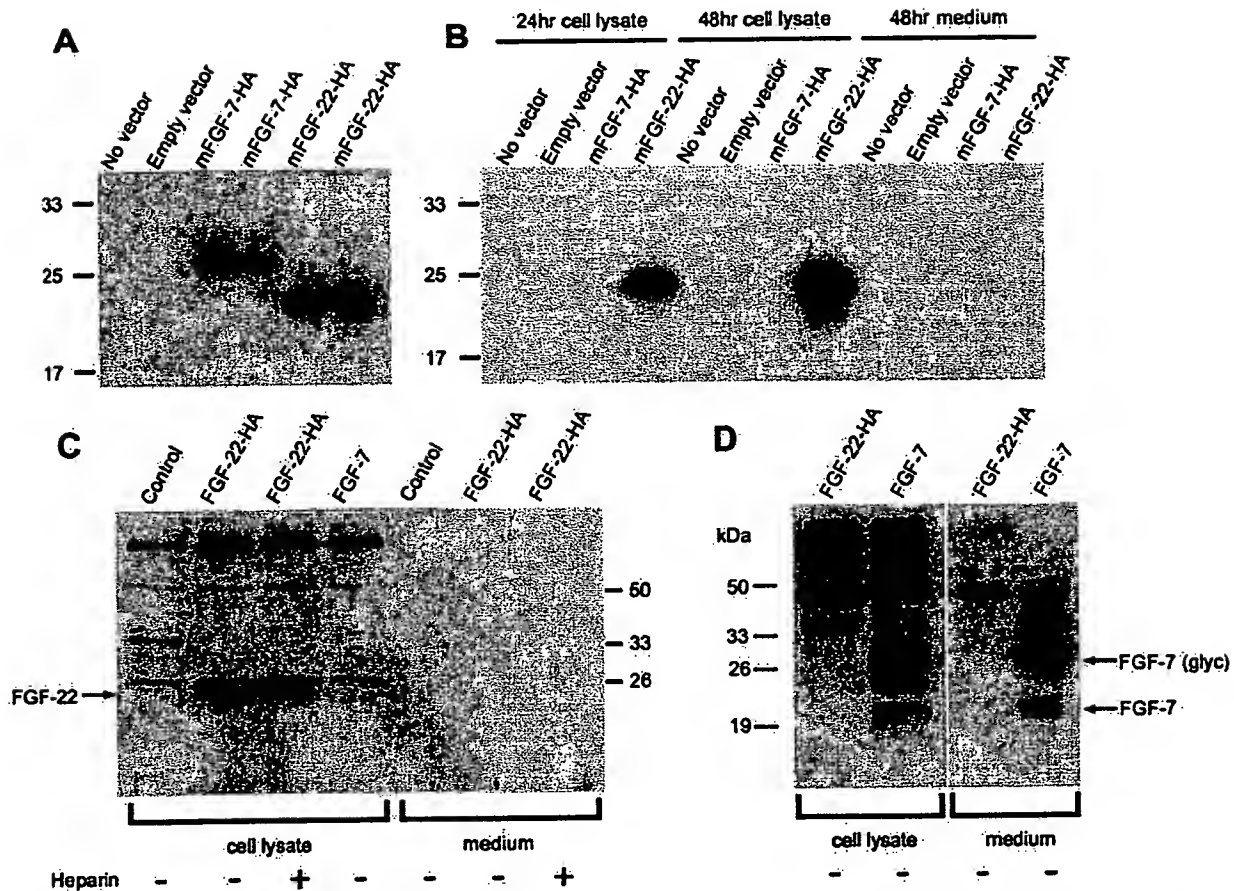 A
No vector
Empty vector
mFGF-7-HA
mFGF-7-HA
mFGF-22-HA
mFGF-22-HA
33
25
17
B
24hr cell lysate 48hr cell lysate 48hr medium
No vector
Empty vector
mFGF-7-HA
mFGF-22-HA
No vector
Empty vector
mFGF-7-HA
mFGF-22-HA
No vector
Empty vector
mFGF-7-HA
mFGF-22-HA
33
25
17
C
Control
FGF-22-HA
FGF-22-HA
FGF-7
Control
FGF-22-HA
FGF-22-HA
50
33
26
FGF-22
cell lysate medium
Heparin - - + - - - +
D
FGF-22-HA
FGF-7
FGF-22-HA
FGF-7
kDa
50
33
26
19
FGF-7 (glyc)
FGF-7
cell lysate medium
- - - -